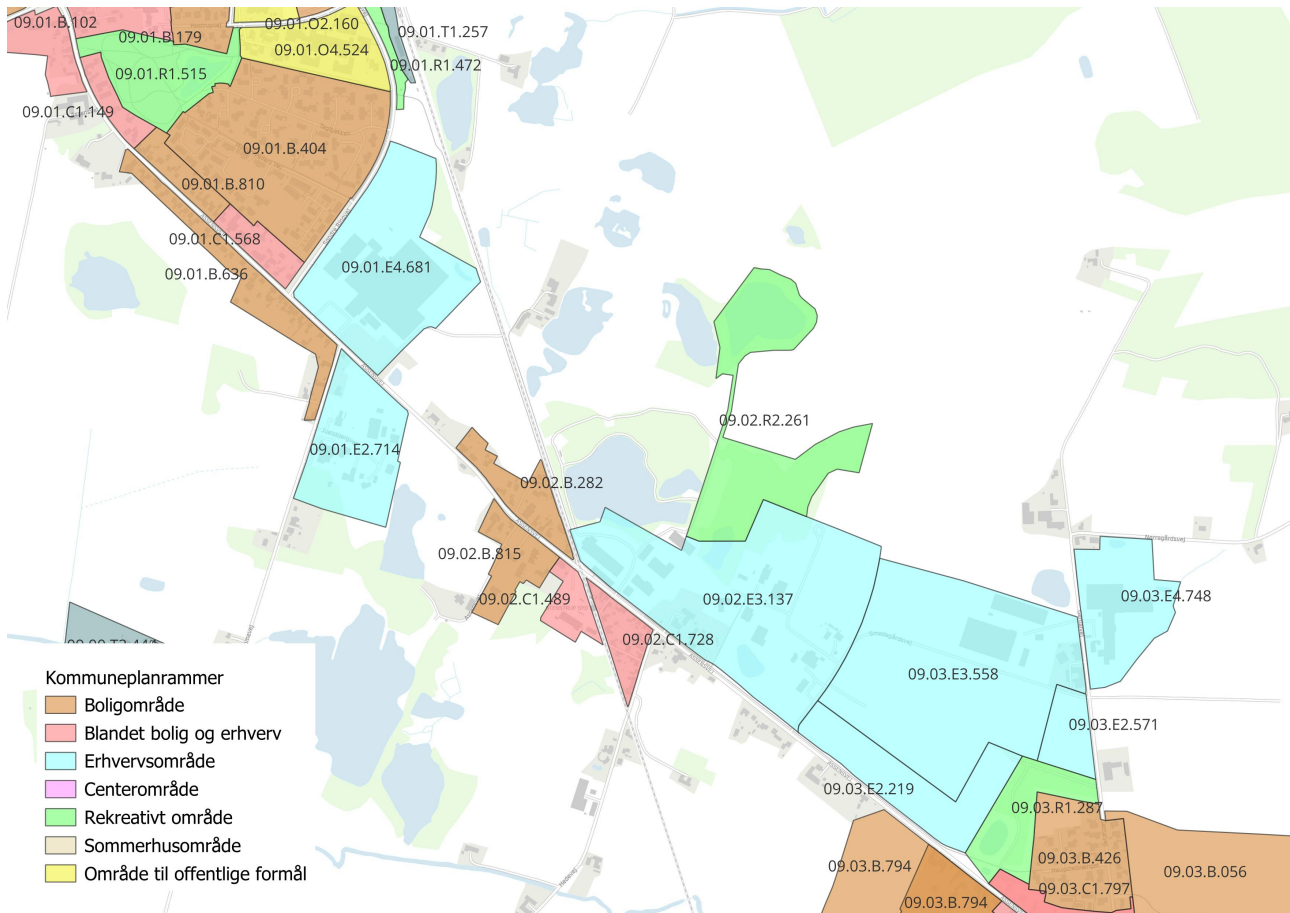 09.01.B.102
09.01.O2.160
09.01.T1.257
09.01.B.179
09.01.O4.524
09.01.R1.515
09.01.R1.472
09.01.C1.149
09.01.B.404
09.01.B.810
09.01.C1.568
09.01.B.636
09.01.E4.681
09.02.R2.261
09.01.E2.714
09.02.B.282
Nørregårdsvej
09.02.B.815
09.02.C1.489
09.02.E3.137
09.03.E4.748
09.02.C1.728
09.03.E3.558
09.03.E2.571
09.03.E2.219
09.03.R1.287
09.03.B.794
09.03.B.426
09.03.B.056
09.03.C1.797
09.03.B.794
Kommuneplanrammer
Boligområde
Blandet bolig og erhverv
Erhvervsområde
Centerområde
Rekreativt område
Sommerhusområde
Område til offentlige formål